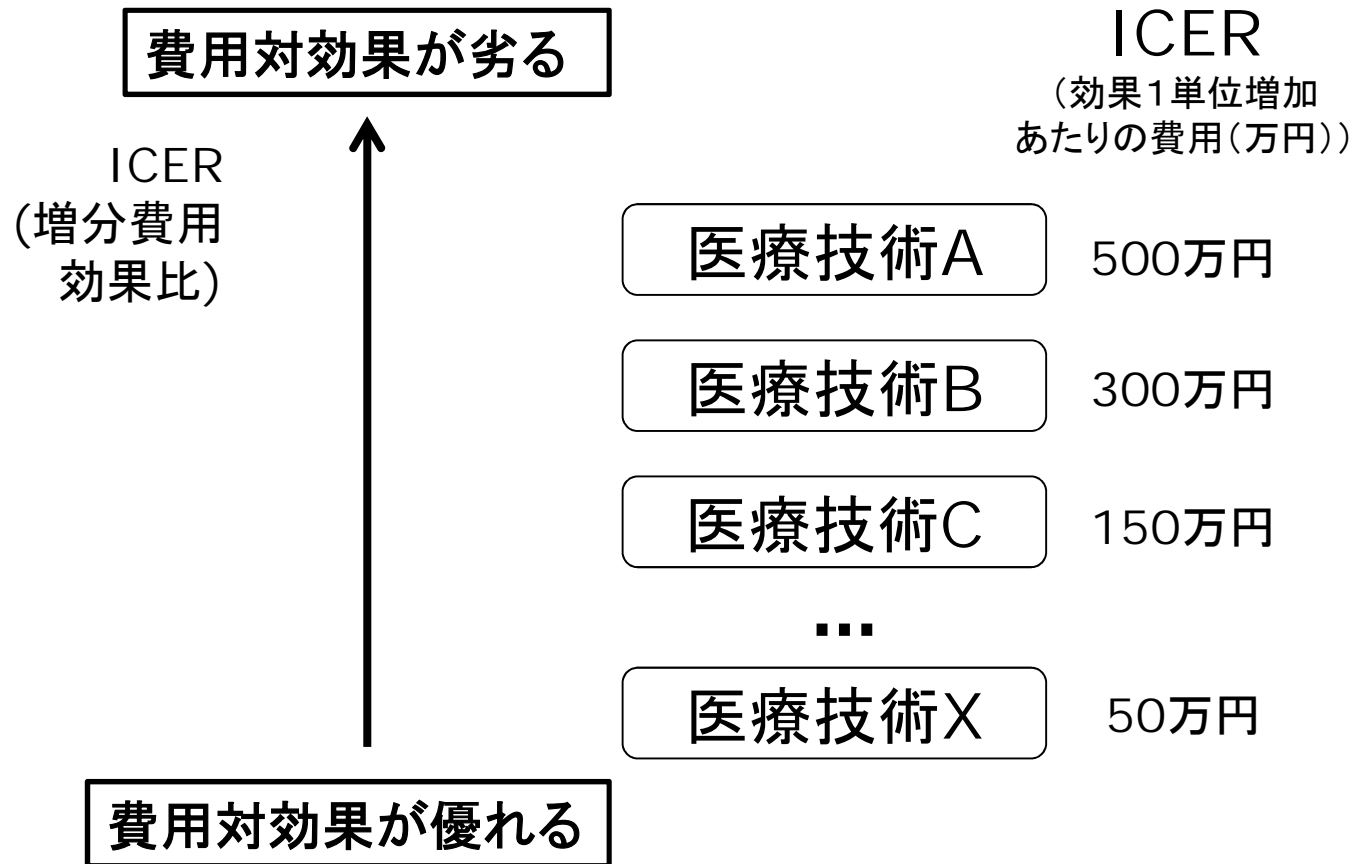 費用対効果が劣る
ICER
(効果1単位増加
あたりの費用(万円))
ICER
(増分費用
効果比)
医療技術A
500万円
医療技術B
300万円
医療技術C
150万円
…
医療技術X
50万円
費用対効果が優れる